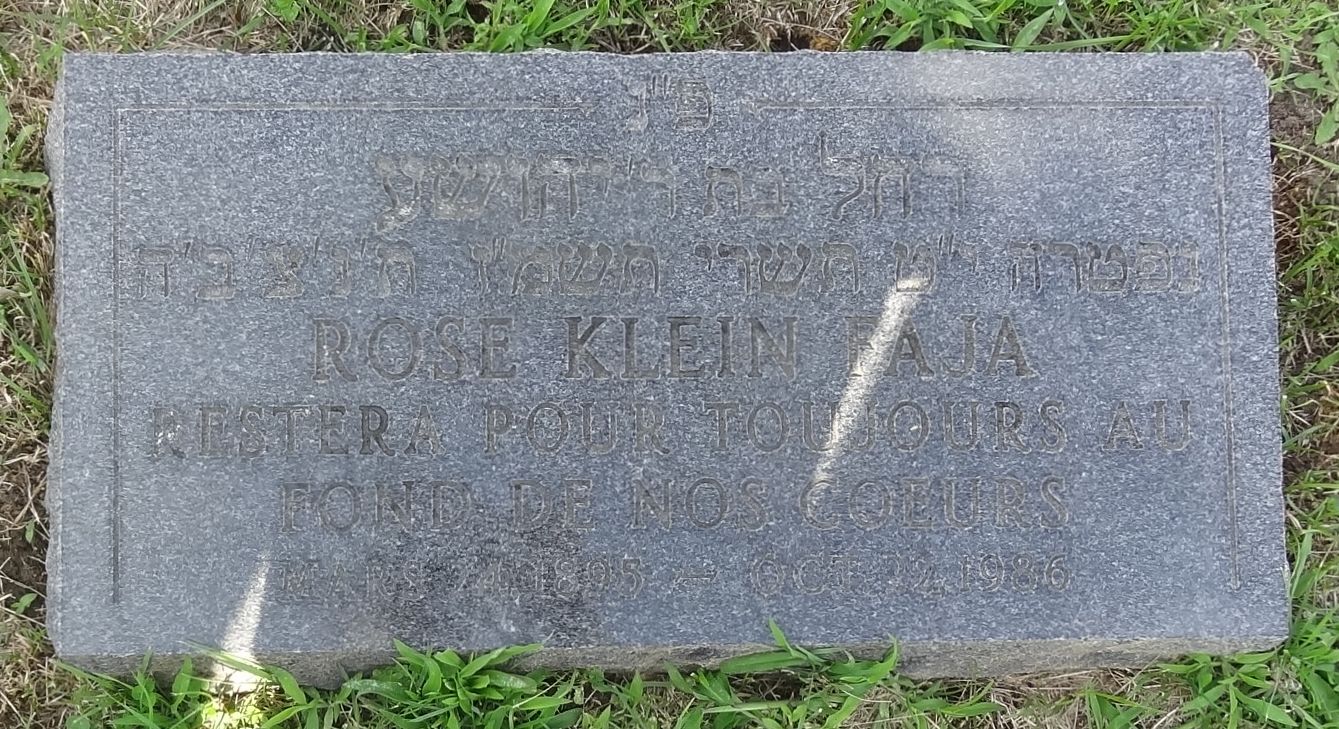 פ"נ
רחל בת ר' יהושע
נפטרה י"ט תשרי תשמ"ז ת'נ'צ'ב'ה
ROSE KLEIN FAJA
RESTERA POUR TOUJOURS AU
FOND DE NOS COEURS
MARS 24, 1895 — OCT. 22, 1986